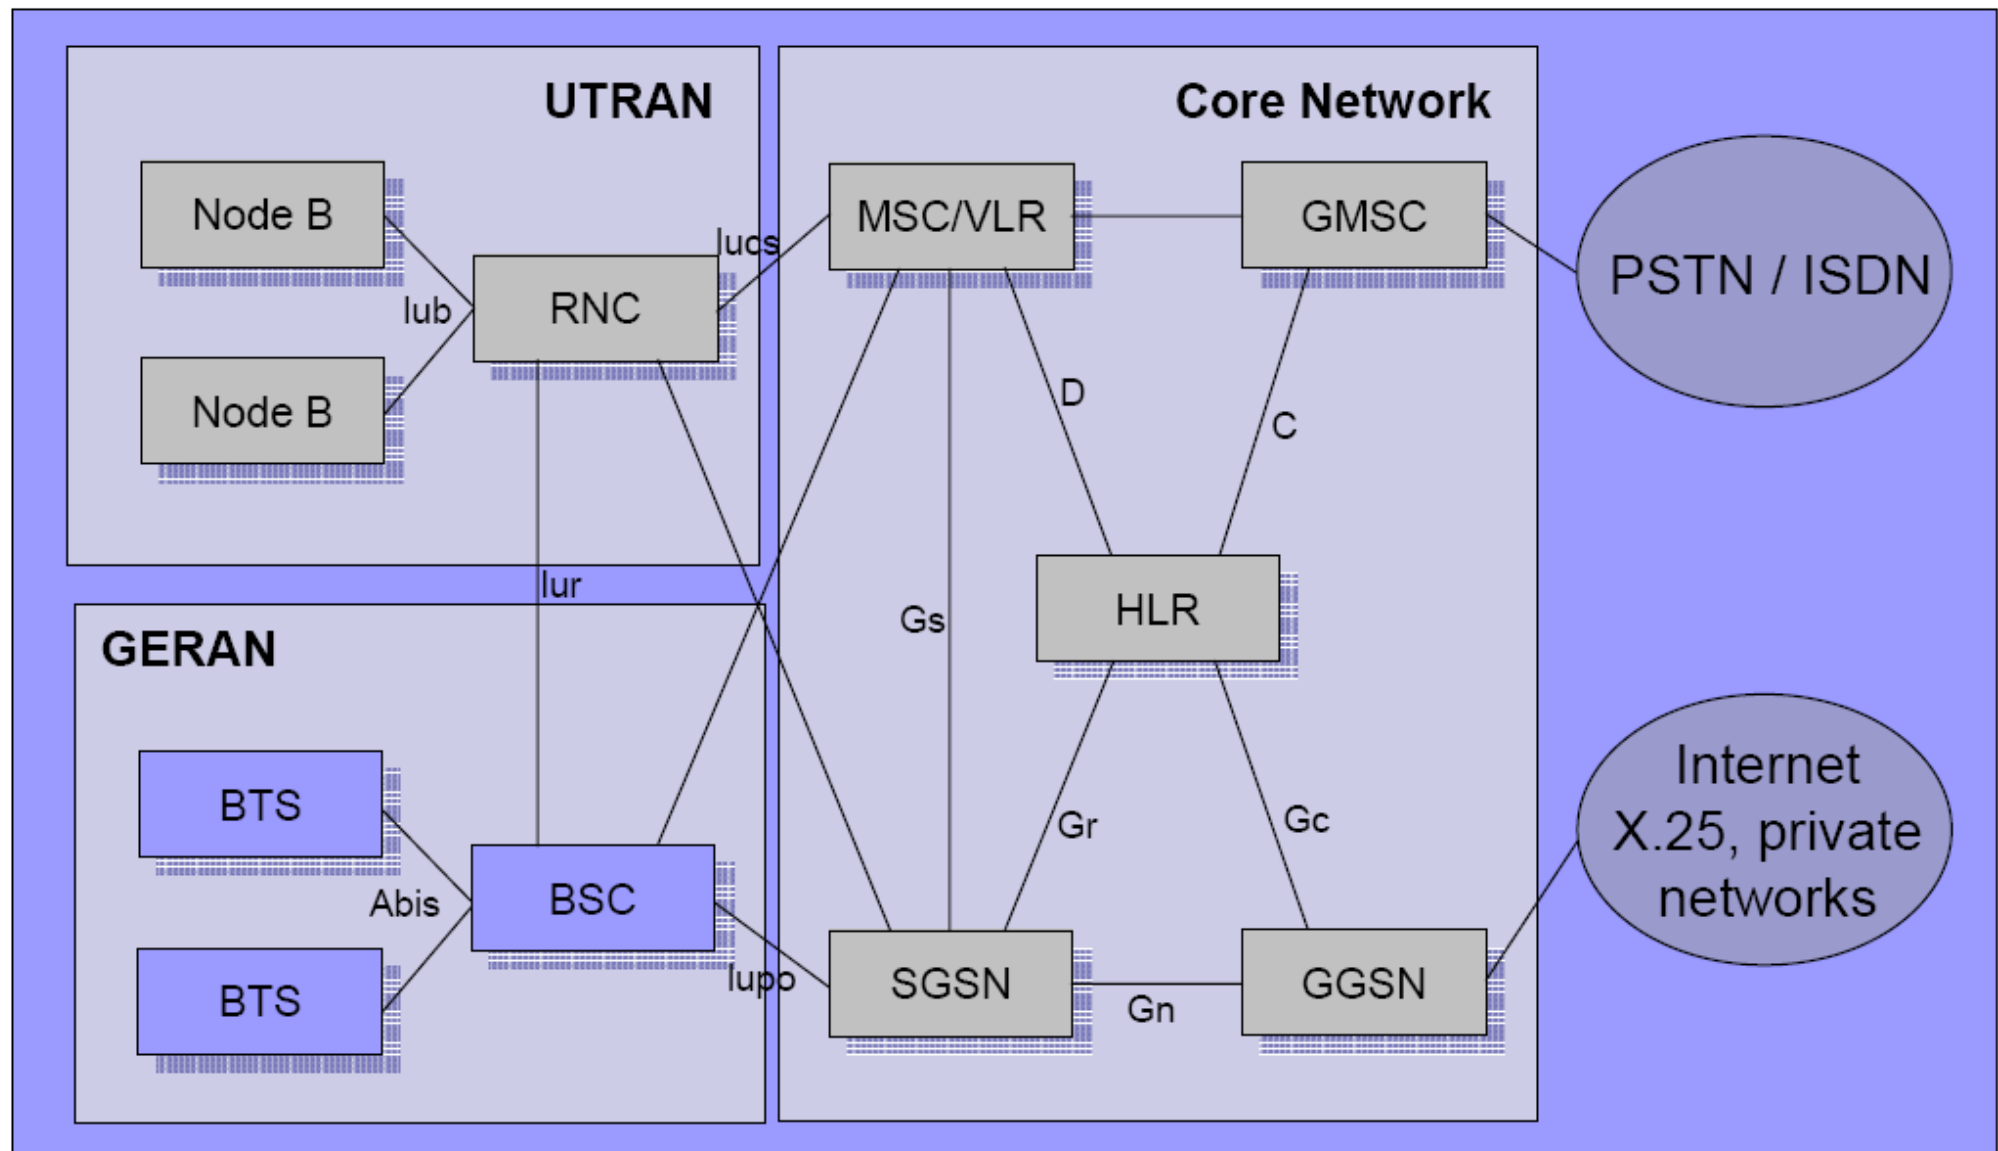 UTRAN
Node B
Node B
Iub
RNC
Iucs
Iur
GERAN
BTS
BTS
Abis
BSC
Iupo
Core Network
MSC/VLR
GMSC
D
C
Gs
HLR
Gr
Gc
SGSN
Gn
GGSN
PSTN / ISDN
Internet
X.25, private
networks